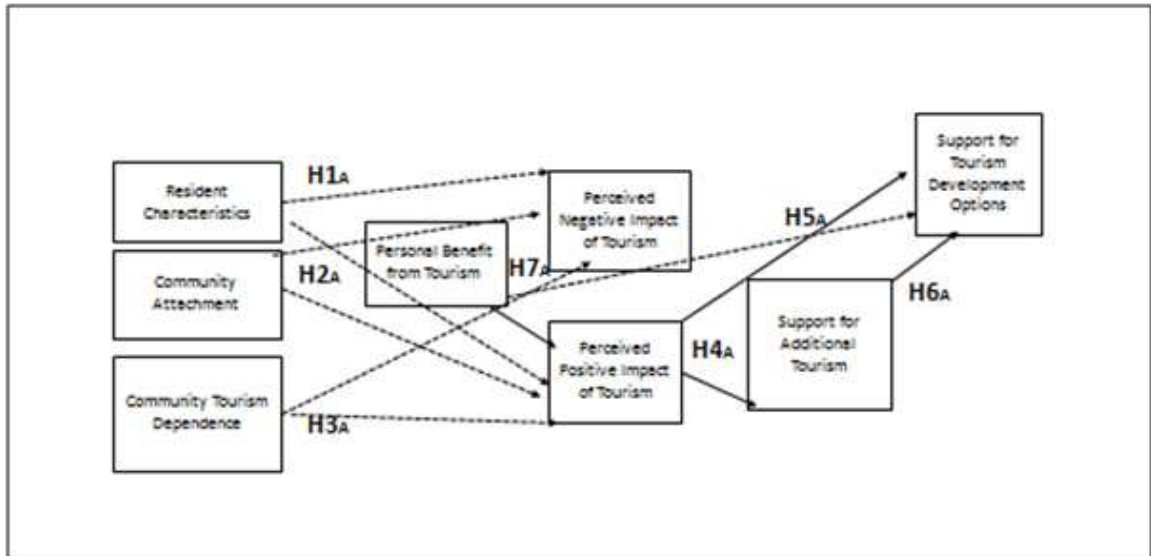 Resident
Characteristics
H1A
Community
Attachment
H2A
Community Tourism
Dependence
H3A
Personal Benefit
from Tourism
H7A
Perceived
Negative Impact
of Tourism
Perceived
Positive Impact
of Tourism
H4A
H5A
Support for
Additional
Tourism
H6A
Support for
Tourism
Development
Options